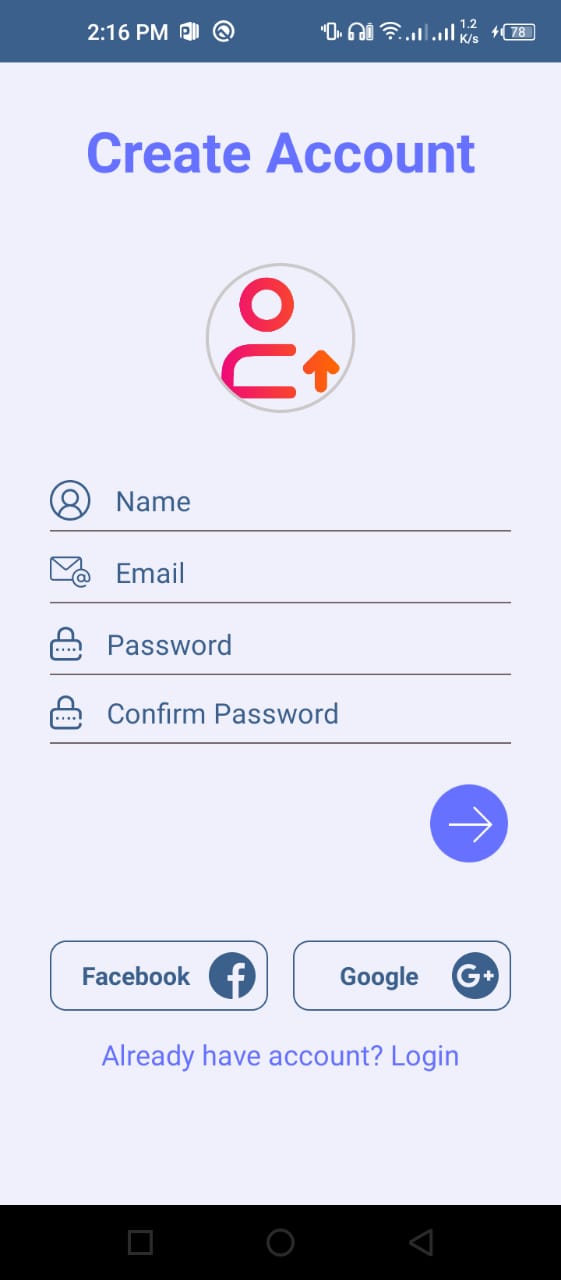 2:16 PM 1.2 K/s 78
Create Account
Name
Email
Password
Confirm Password
Facebook f Google G+
Already have account? Login